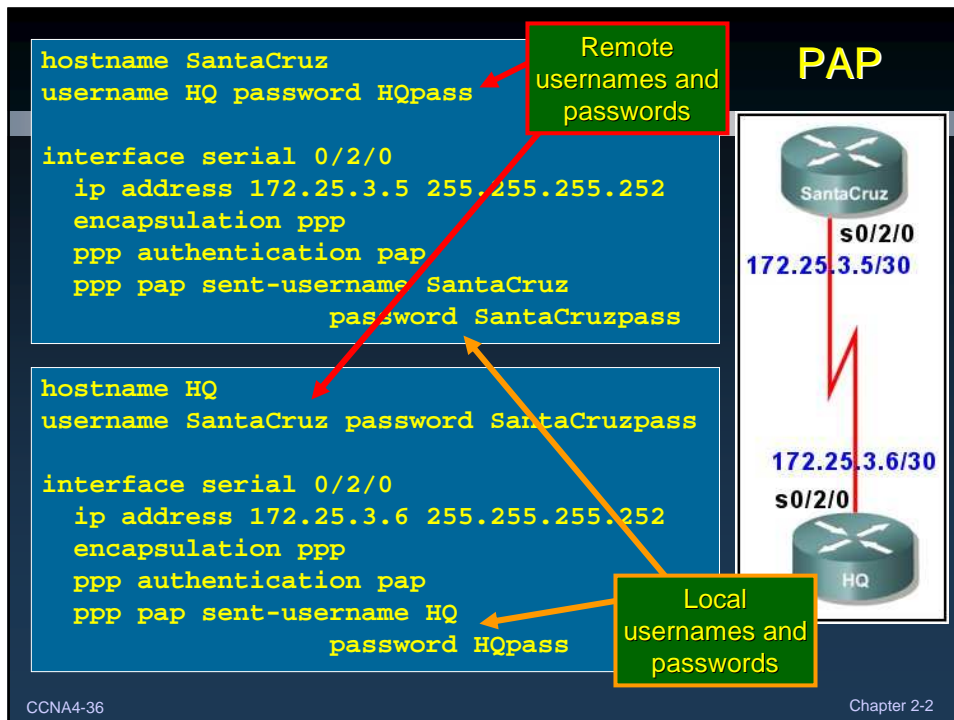 PAP
hostname SantaCruz
username HQ password HQpass
interface serial 0/2/0
ip address 172.25.3.5 255.255.255.252
encapsulation ppp
ppp authentication pap
ppp pap sent-username SantaCruz
password SantaCruzpass
Remote
usernames and
passwords
hostname HQ
username SantaCruz password SantaCruzpass
interface serial 0/2/0
ip address 172.25.3.6 255.255.255.252
encapsulation ppp
ppp authentication pap
ppp pap sent-username HQ
password HQpass
Local
usernames and
passwords
SantaCruz
s0/2/0
172.25.3.5/30
172.25.3.6/30
s0/2/0
HQ
CCNA4-36
Chapter 2-2